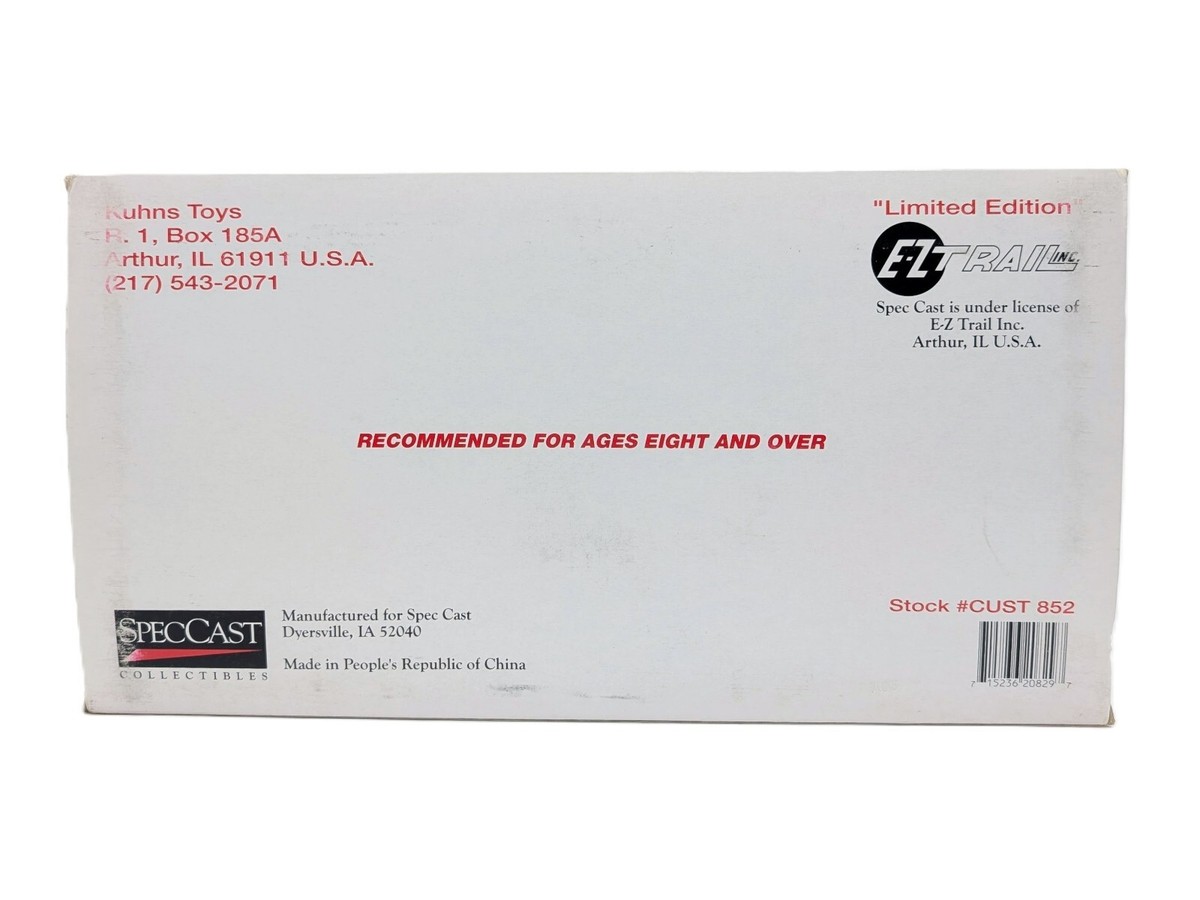 Kuhns Toys
R. 1, Box 185A
Arthur, IL 61911 U.S.A.
(217) 543-2071
"Limited Edition"
E-Z TRAIL INC.
Spec Cast is under license of
E-Z Trail Inc.
Arthur, IL U.S.A.
RECOMMENDED FOR AGES EIGHT AND OVER
SPECCAST
COLLECTIBLES
Manufactured for Spec Cast
Dyersville, IA 52040
Made in People's Republic of China
Stock #CUST 852
7 15236 20829 7